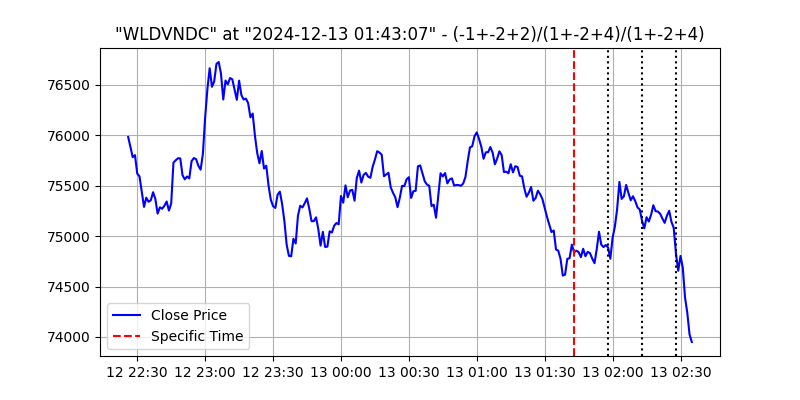 "WLDVNDC" at "2024-12-13 01:43:07" - (-1+-2+2)/(1+-2+4)/(1+-2+4)
76500
76000
75500
75000
74500
74000
Close Price
Specific Time
12 22:30 12 23:00 12 23:30 13 00:00 13 00:30 13 01:00 13 01:30 13 02:00 13 02:30